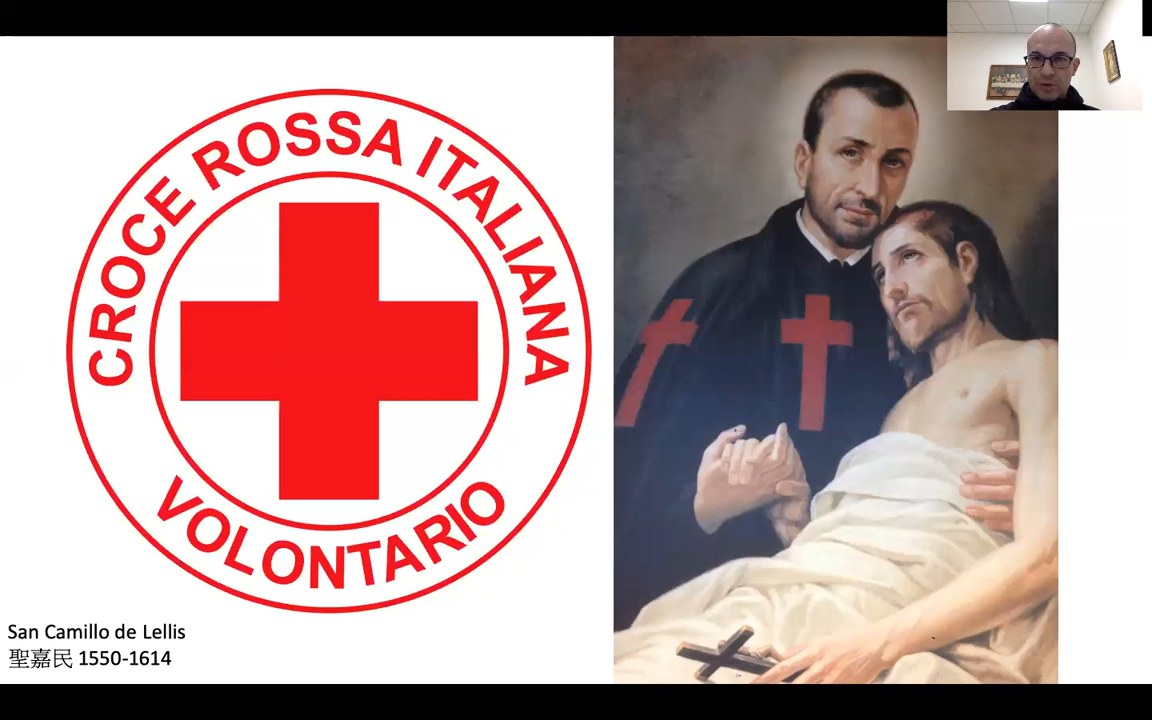 CROCE ROSSA ITALIANA
VOLONTARIO
San Camillo de Lellis
聖嘉民 1550-1614